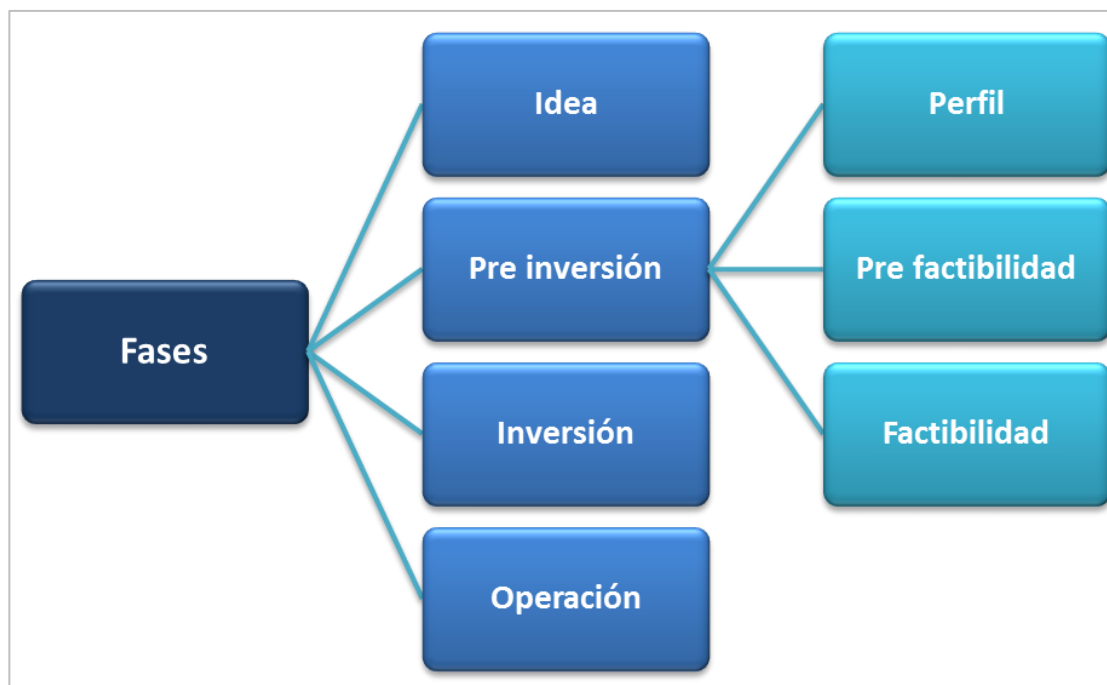 Fases
Idea
Pre inversión
Inversión
Operación
Perfil
Pre factibilidad
Factibilidad